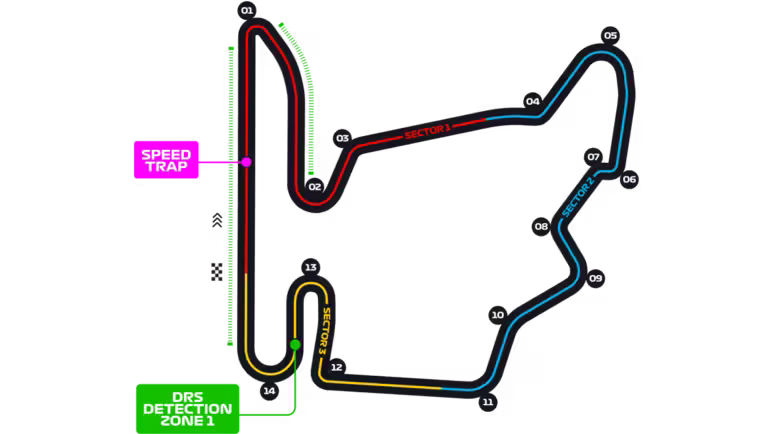 01
05
04
03
SECTOR 1
SPEED
TRAP
02
07
06
SECTOR 2
08
09
13
10
SECTOR 3
12
14
11
DRS
DETECTION
ZONE 1